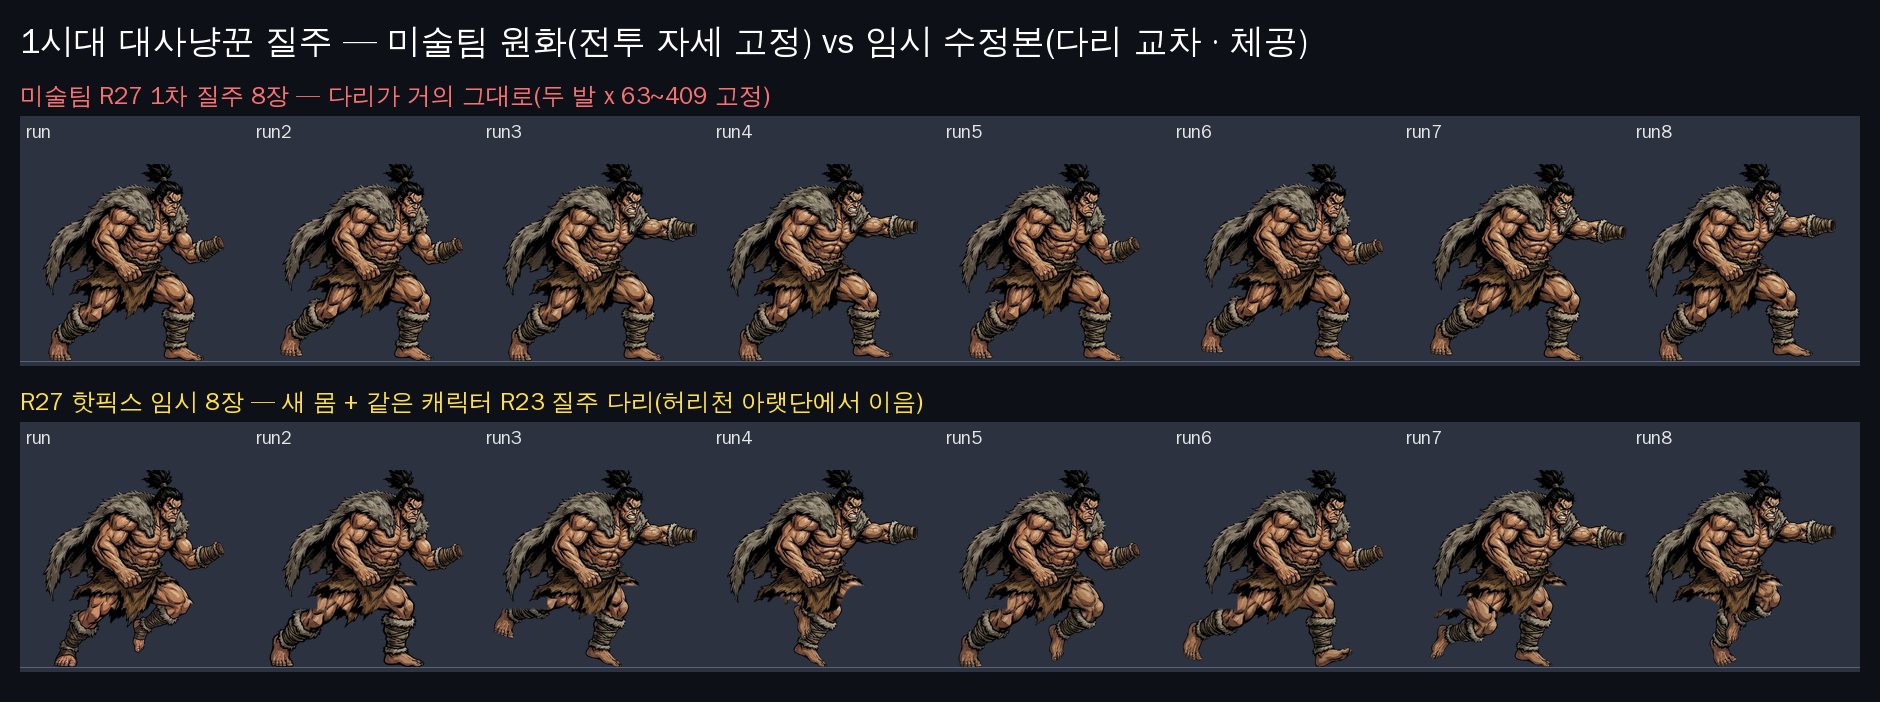 1시대 대사냥꾼 질주 — 미술팀 원화(전투 자세 고정) vs 임시 수정본(다리 교차 · 체공)
미술팀 R27 1차 질주 8장 — 다리가 거의 그대로(두 발 x 63~409 고정)
run run2 run3 run4 run5 run6 run7 run8
R27 핫픽스 임시 8장 — 새 몸 + 같은 캐릭터 R23 질주 다리(허리천 아랫단에서 이음)
run run2 run3 run4 run5 run6 run7 run8